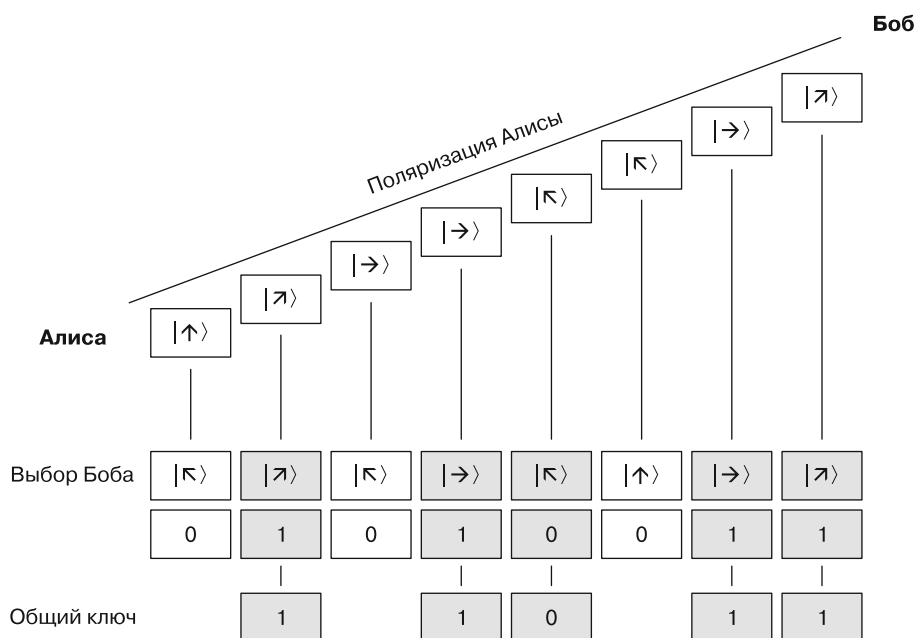 Боб
|↗⟩
|→⟩
|↖⟩
Поляризация Алисы
|↖⟩
|→⟩
|→⟩
|↗⟩
Алиса |↑⟩
Выбор Боба |↖⟩ |↗⟩ |↖⟩ |→⟩ |↖⟩ |↑⟩ |→⟩ |↗⟩
0 1 0 1 0 0 1 1
Общий ключ 1 1 0 1 1